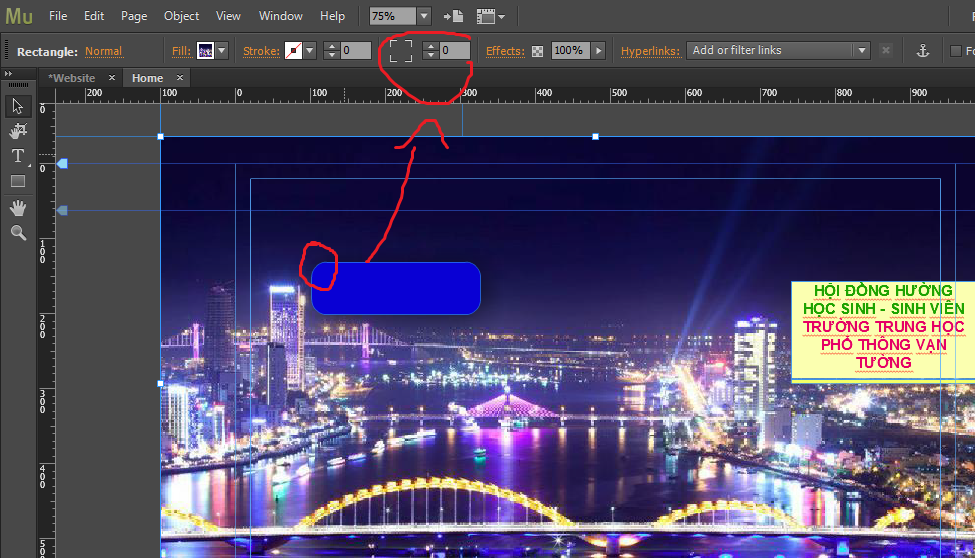 Mu File Edit Page Object View Window Help 75%
Rectangle: Normal Fill: Stroke: 0 0 Effects: 100% Hyperlinks: Add or filter links
*Website × Home ×
200 100 0 100 200 300 400 500 600 700 800 900
0
100
200
300
400
500
HỘI ĐỒNG HƯƠNG
HỌC SINH - SINH VIÊN
TRƯỜNG TRUNG HỌC
PHỔ THÔNG VẠN
TƯỜNG